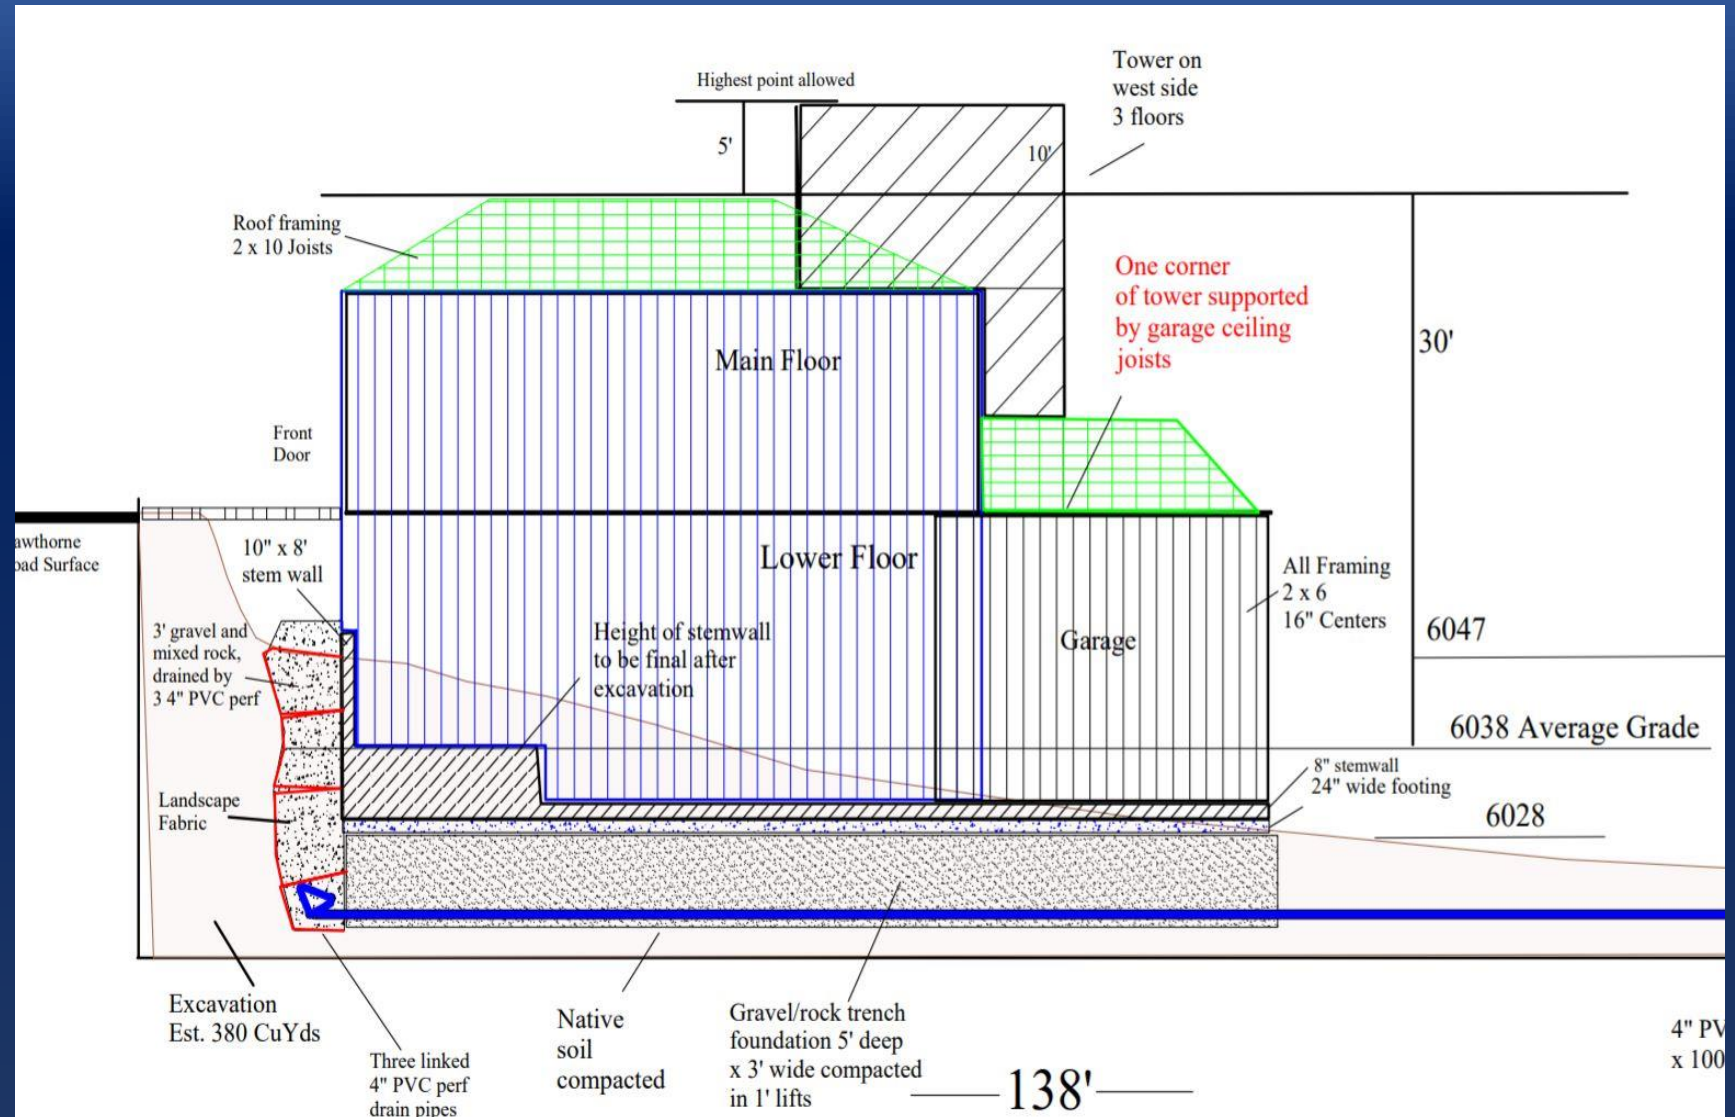 Highest point allowed
Tower on
west side
3 floors
5'
10'
Roof framing
2 x 10 Joists
One corner
of tower supported
by garage ceiling
joists
30'
Main Floor
Front
Door
awthorne
oad Surface
10" x 8'
stem wall
Lower Floor
All Framing
2 x 6
16" Centers
3' gravel and
mixed rock,
drained by
3 4" PVC perf
Height of stemwall
to be final after
excavation
Garage
6047
6038 Average Grade
8" stemwall
24" wide footing
Landscape
Fabric
6028
Excavation
Est. 380 CuYds
Three linked
4" PVC perf
drain pipes
Native
soil
compacted
Gravel/rock trench
foundation 5' deep
x 3' wide compacted
in 1' lifts
138'
4" PV
x 100